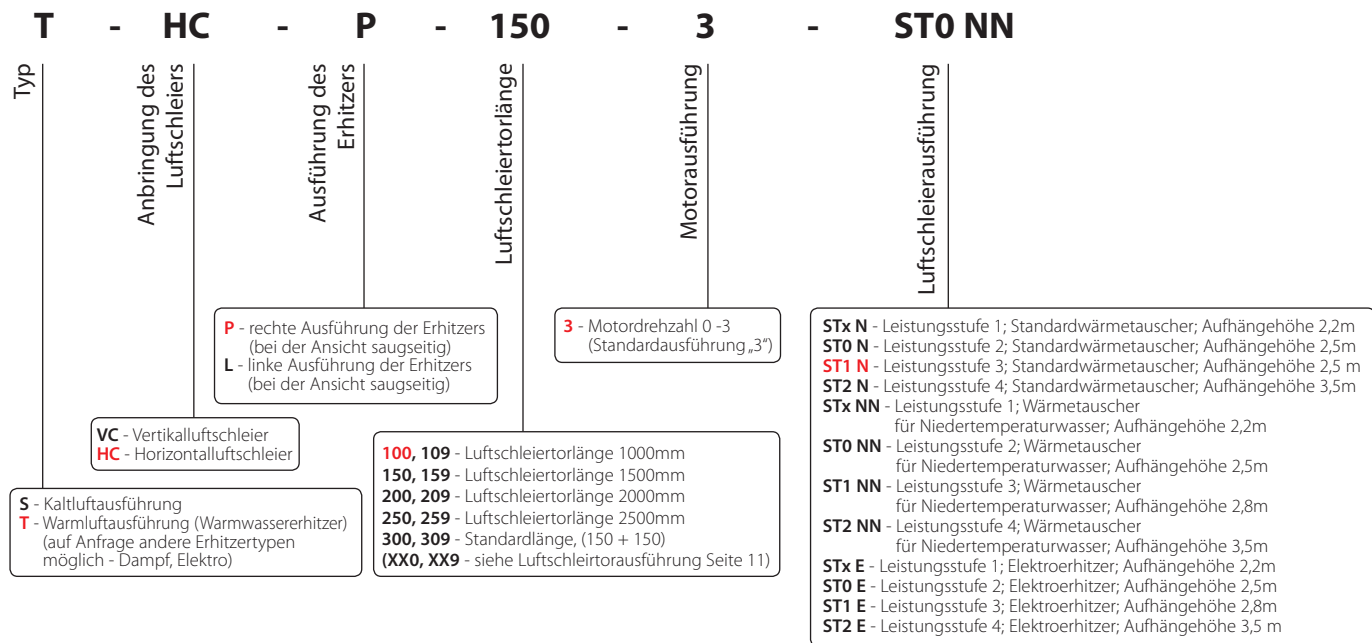 T - HC - P - 150 - 3 - ST0 NN
Typ
Anbringung des
Luftschleiers
Ausführung des
Erhitzers
Luftschleiertorlänge
Motorausführung
Luftschleierausführung
P - rechte Ausführung der Erhitzers
(bei der Ansicht saugseitig)
L - linke Ausführung der Erhitzers
(bei der Ansicht saugseitig)
3 - Motordrehzahl 0 -3
(Standardausführung „3“)
VC - Vertikalluftschleier
HC - Horizontalluftschleier
S - Kaltluftausführung
T - Warmluftausführung (Warmwassererhitzer)
(auf Anfrage andere Erhitzertypen
möglich - Dampf, Elektro)
100, 109 - Luftschleiertorlänge 1000mm
150, 159 - Luftschleiertorlänge 1500mm
200, 209 - Luftschleiertorlänge 2000mm
250, 259 - Luftschleiertorlänge 2500mm
300, 309 - Standardlänge, (150 + 150)
(XX0, XX9 - siehe Luftschleirtorausführung Seite 11)
STx N - Leistungsstufe 1; Standardwärmetauscher; Aufhängehöhe 2,2m
ST0 N - Leistungsstufe 2; Standardwärmetauscher; Aufhängehöhe 2,5m
ST1 N - Leistungsstufe 3; Standardwärmetauscher; Aufhängehöhe 2,5 m
ST2 N - Leistungsstufe 4; Standardwärmetauscher; Aufhängehöhe 3,5m
STx NN - Leistungsstufe 1; Wärmetauscher
für Niedertemperaturwasser; Aufhängehöhe 2,2m
ST0 NN - Leistungsstufe 2; Wärmetauscher
für Niedertemperaturwasser; Aufhängehöhe 2,5m
ST1 NN - Leistungsstufe 3; Wärmetauscher
für Niedertemperaturwasser; Aufhängehöhe 2,8m
ST2 NN - Leistungsstufe 4; Wärmetauscher
für Niedertemperaturwasser; Aufhängehöhe 3,5m
STx E - Leistungsstufe 1; Elektroerhitzer; Aufhängehöhe 2,2m
ST0 E - Leistungsstufe 2; Elektroerhitzer; Aufhängehöhe 2,5m
ST1 E - Leistungsstufe 3; Elektroerhitzer; Aufhängehöhe 2,8m
ST2 E - Leistungsstufe 4; Elektroerhitzer; Aufhängehöhe 3,5 m